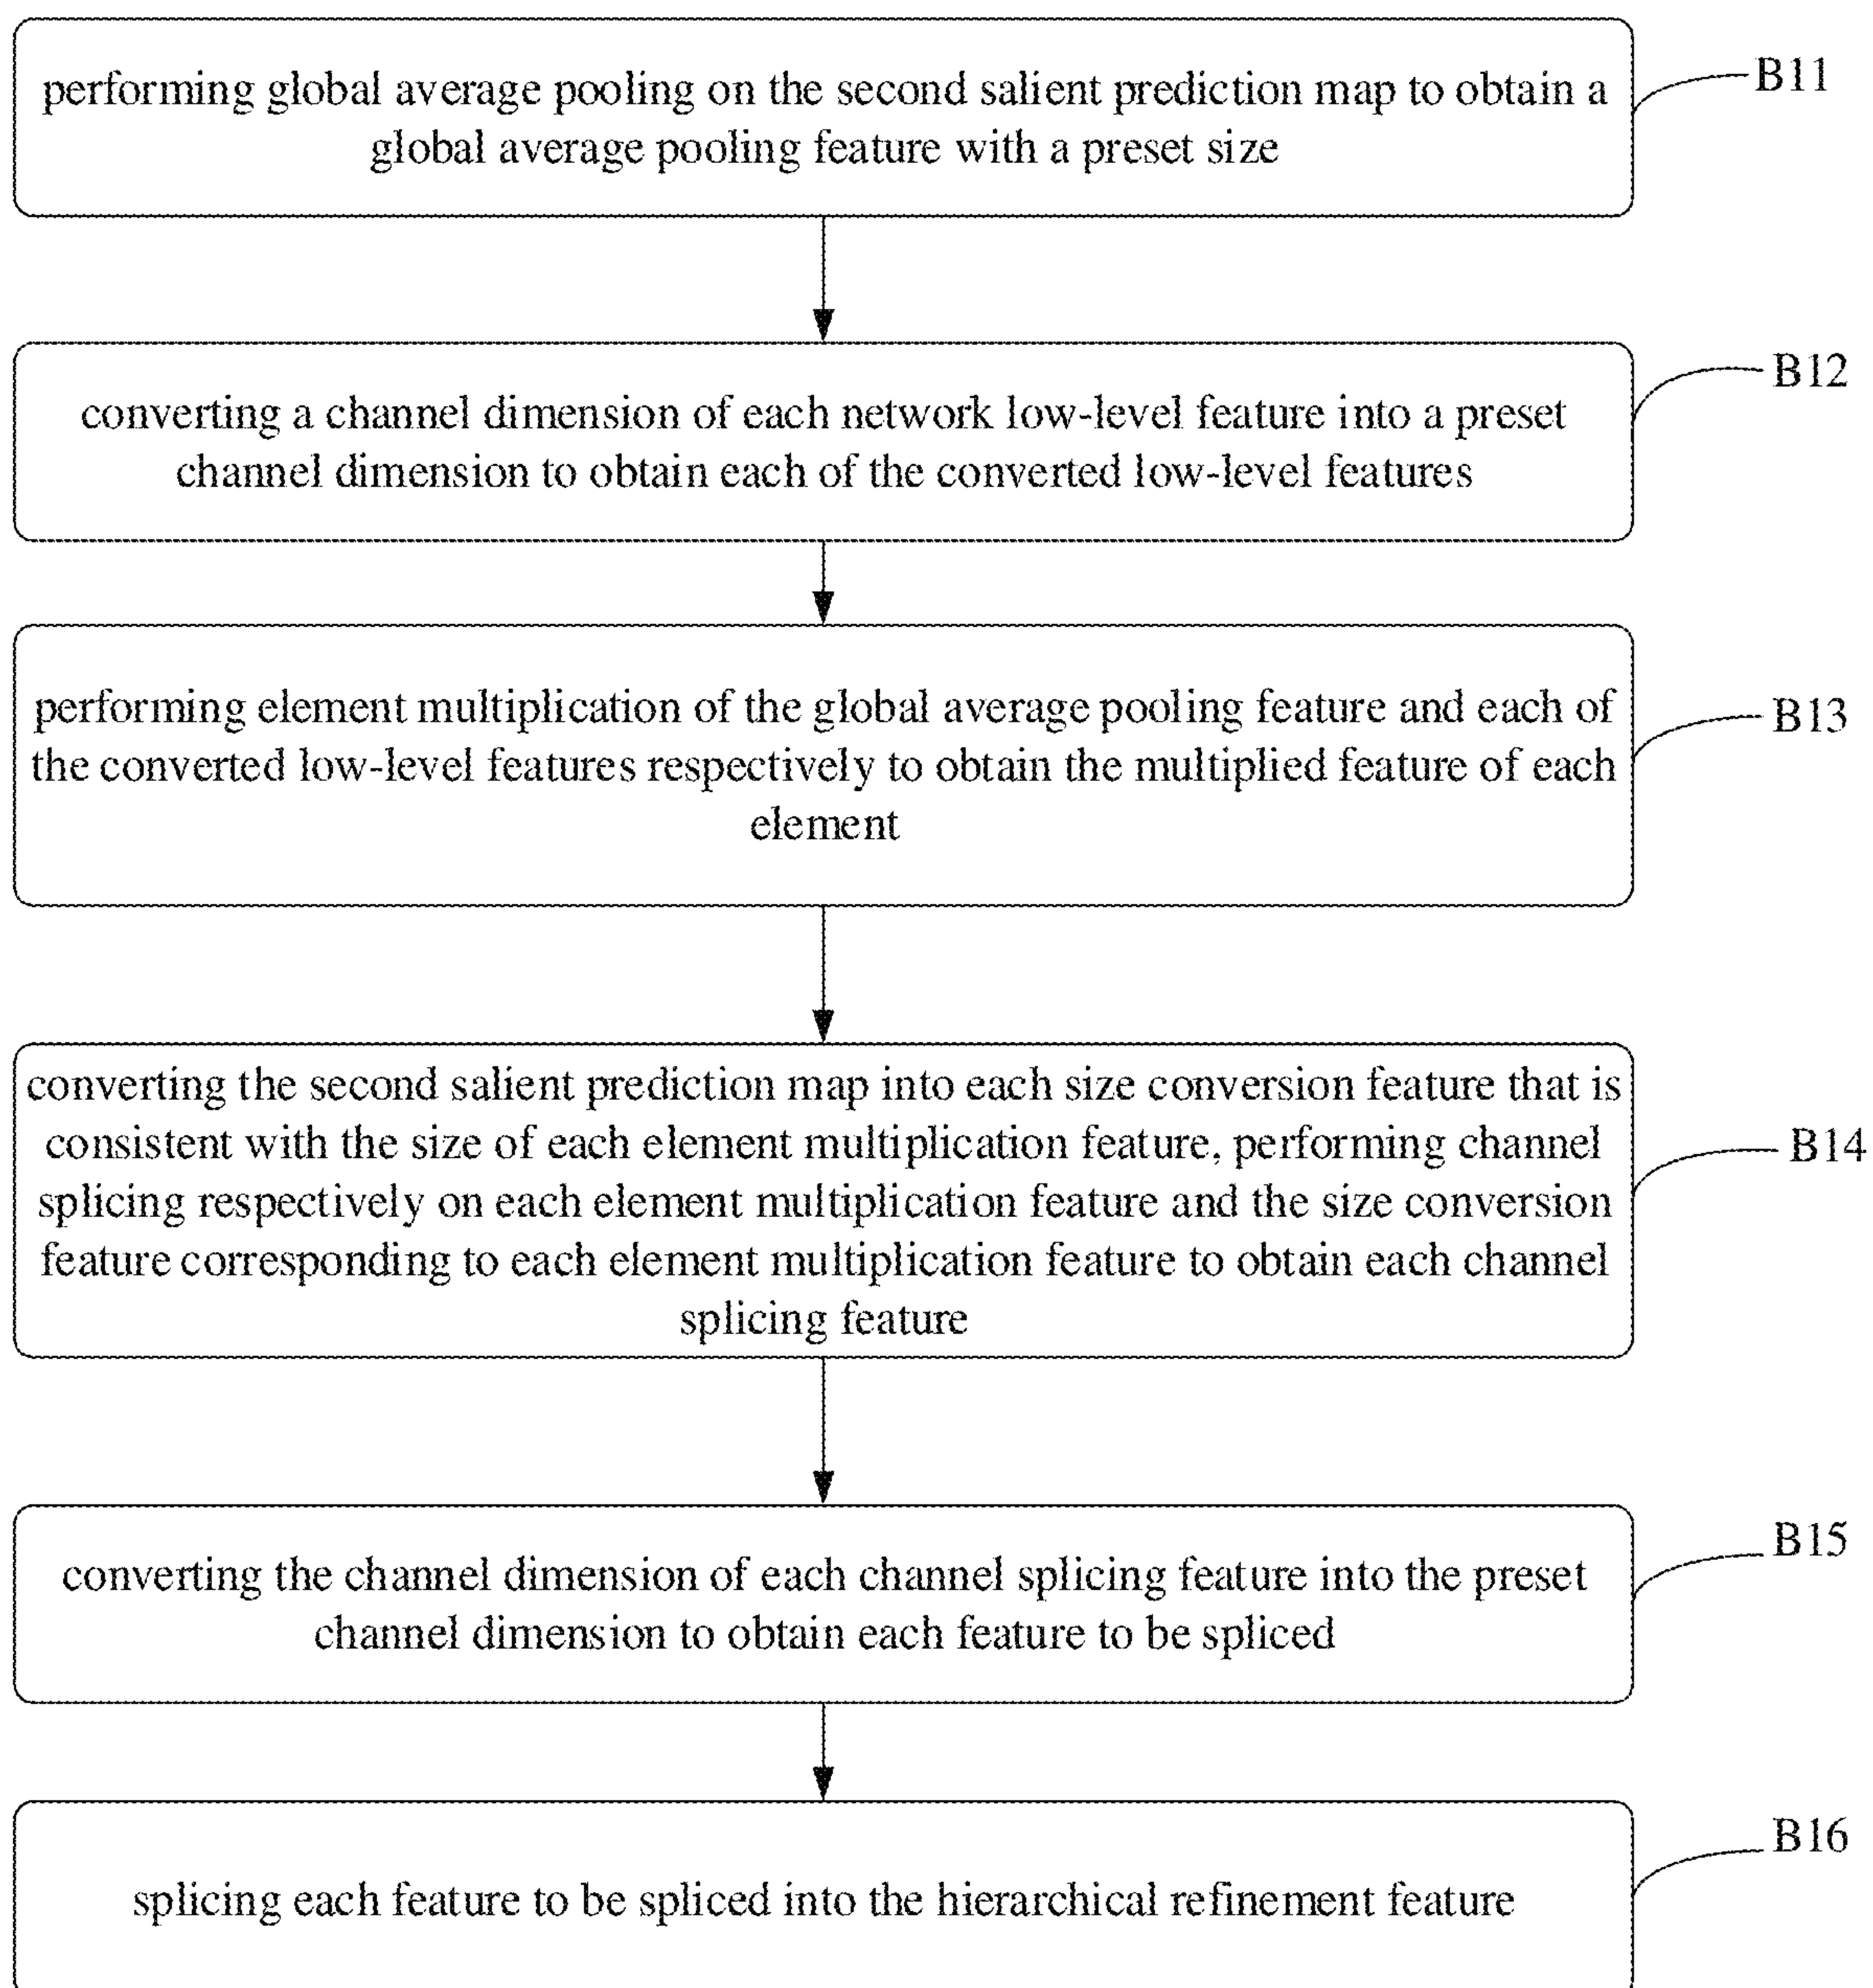 performing global average pooling on the second salient prediction map to obtain a
global average pooling feature with a preset size
B11
converting a channel dimension of each network low-level feature into a preset
channel dimension to obtain each of the converted low-level features
B12
performing element multiplication of the global average pooling feature and each of
the converted low-level features respectively to obtain the multiplied feature of each
element
B13
converting the second salient prediction map into each size conversion feature that is
consistent with the size of each element multiplication feature, performing channel
splicing respectively on each element multiplication feature and the size conversion
feature corresponding to each element multiplication feature to obtain each channel
splicing feature
B14
converting the channel dimension of each channel splicing feature into the preset
channel dimension to obtain each feature to be spliced
B15
splicing each feature to be spliced into the hierarchical refinement feature
B16